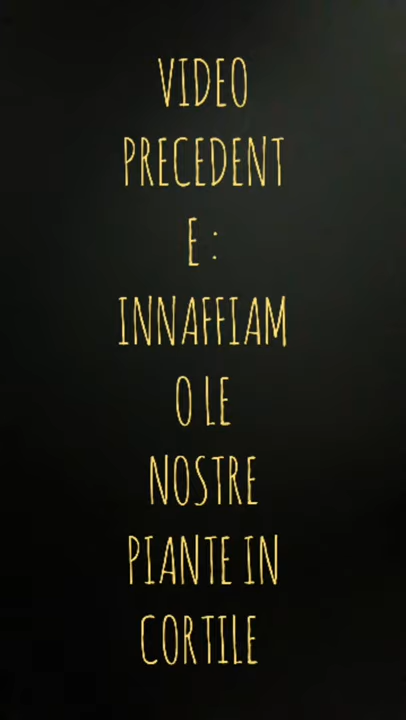 VIDEO
PRECEDENT
E :
INNAFFIAM
O LE
NOSTRE
PIANTE IN
CORTILE